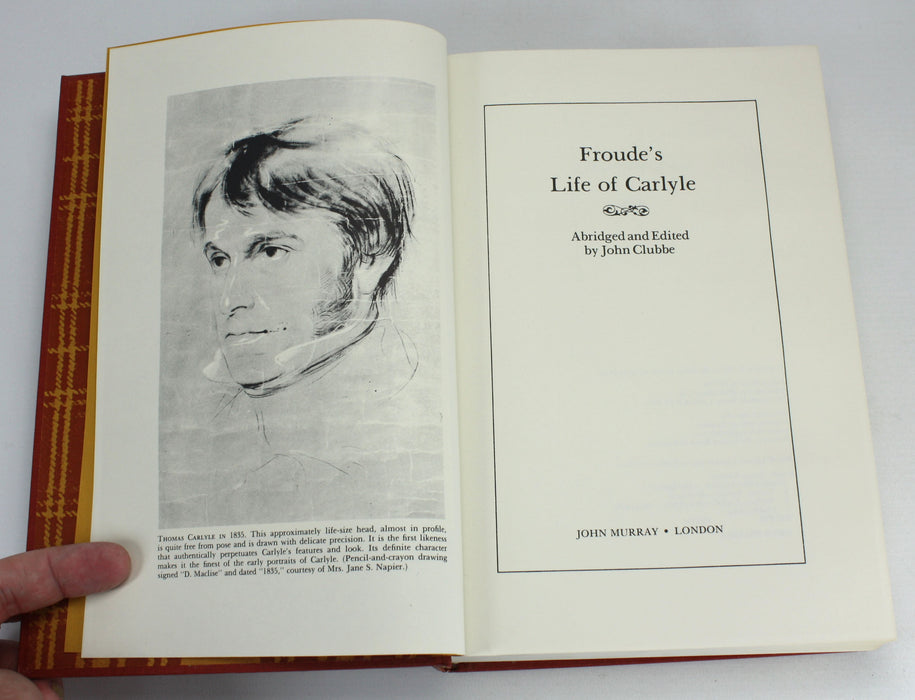 THOMAS CARLYLE IN 1835. This approximately life-size head, almost in profile,
is quite free from pose and is drawn with delicate precision. It is the first likeness
that authentically perpetuates Carlyle's features and look. Its definite character
makes it the finest of the early portraits of Carlyle. (Pencil-and-crayon drawing
signed "D. Maclise" and dated "1835," courtesy of Mrs. Jane S. Napier.)
Froude's
Life of Carlyle
Abridged and Edited
by John Clubbe
JOHN MURRAY • LONDON